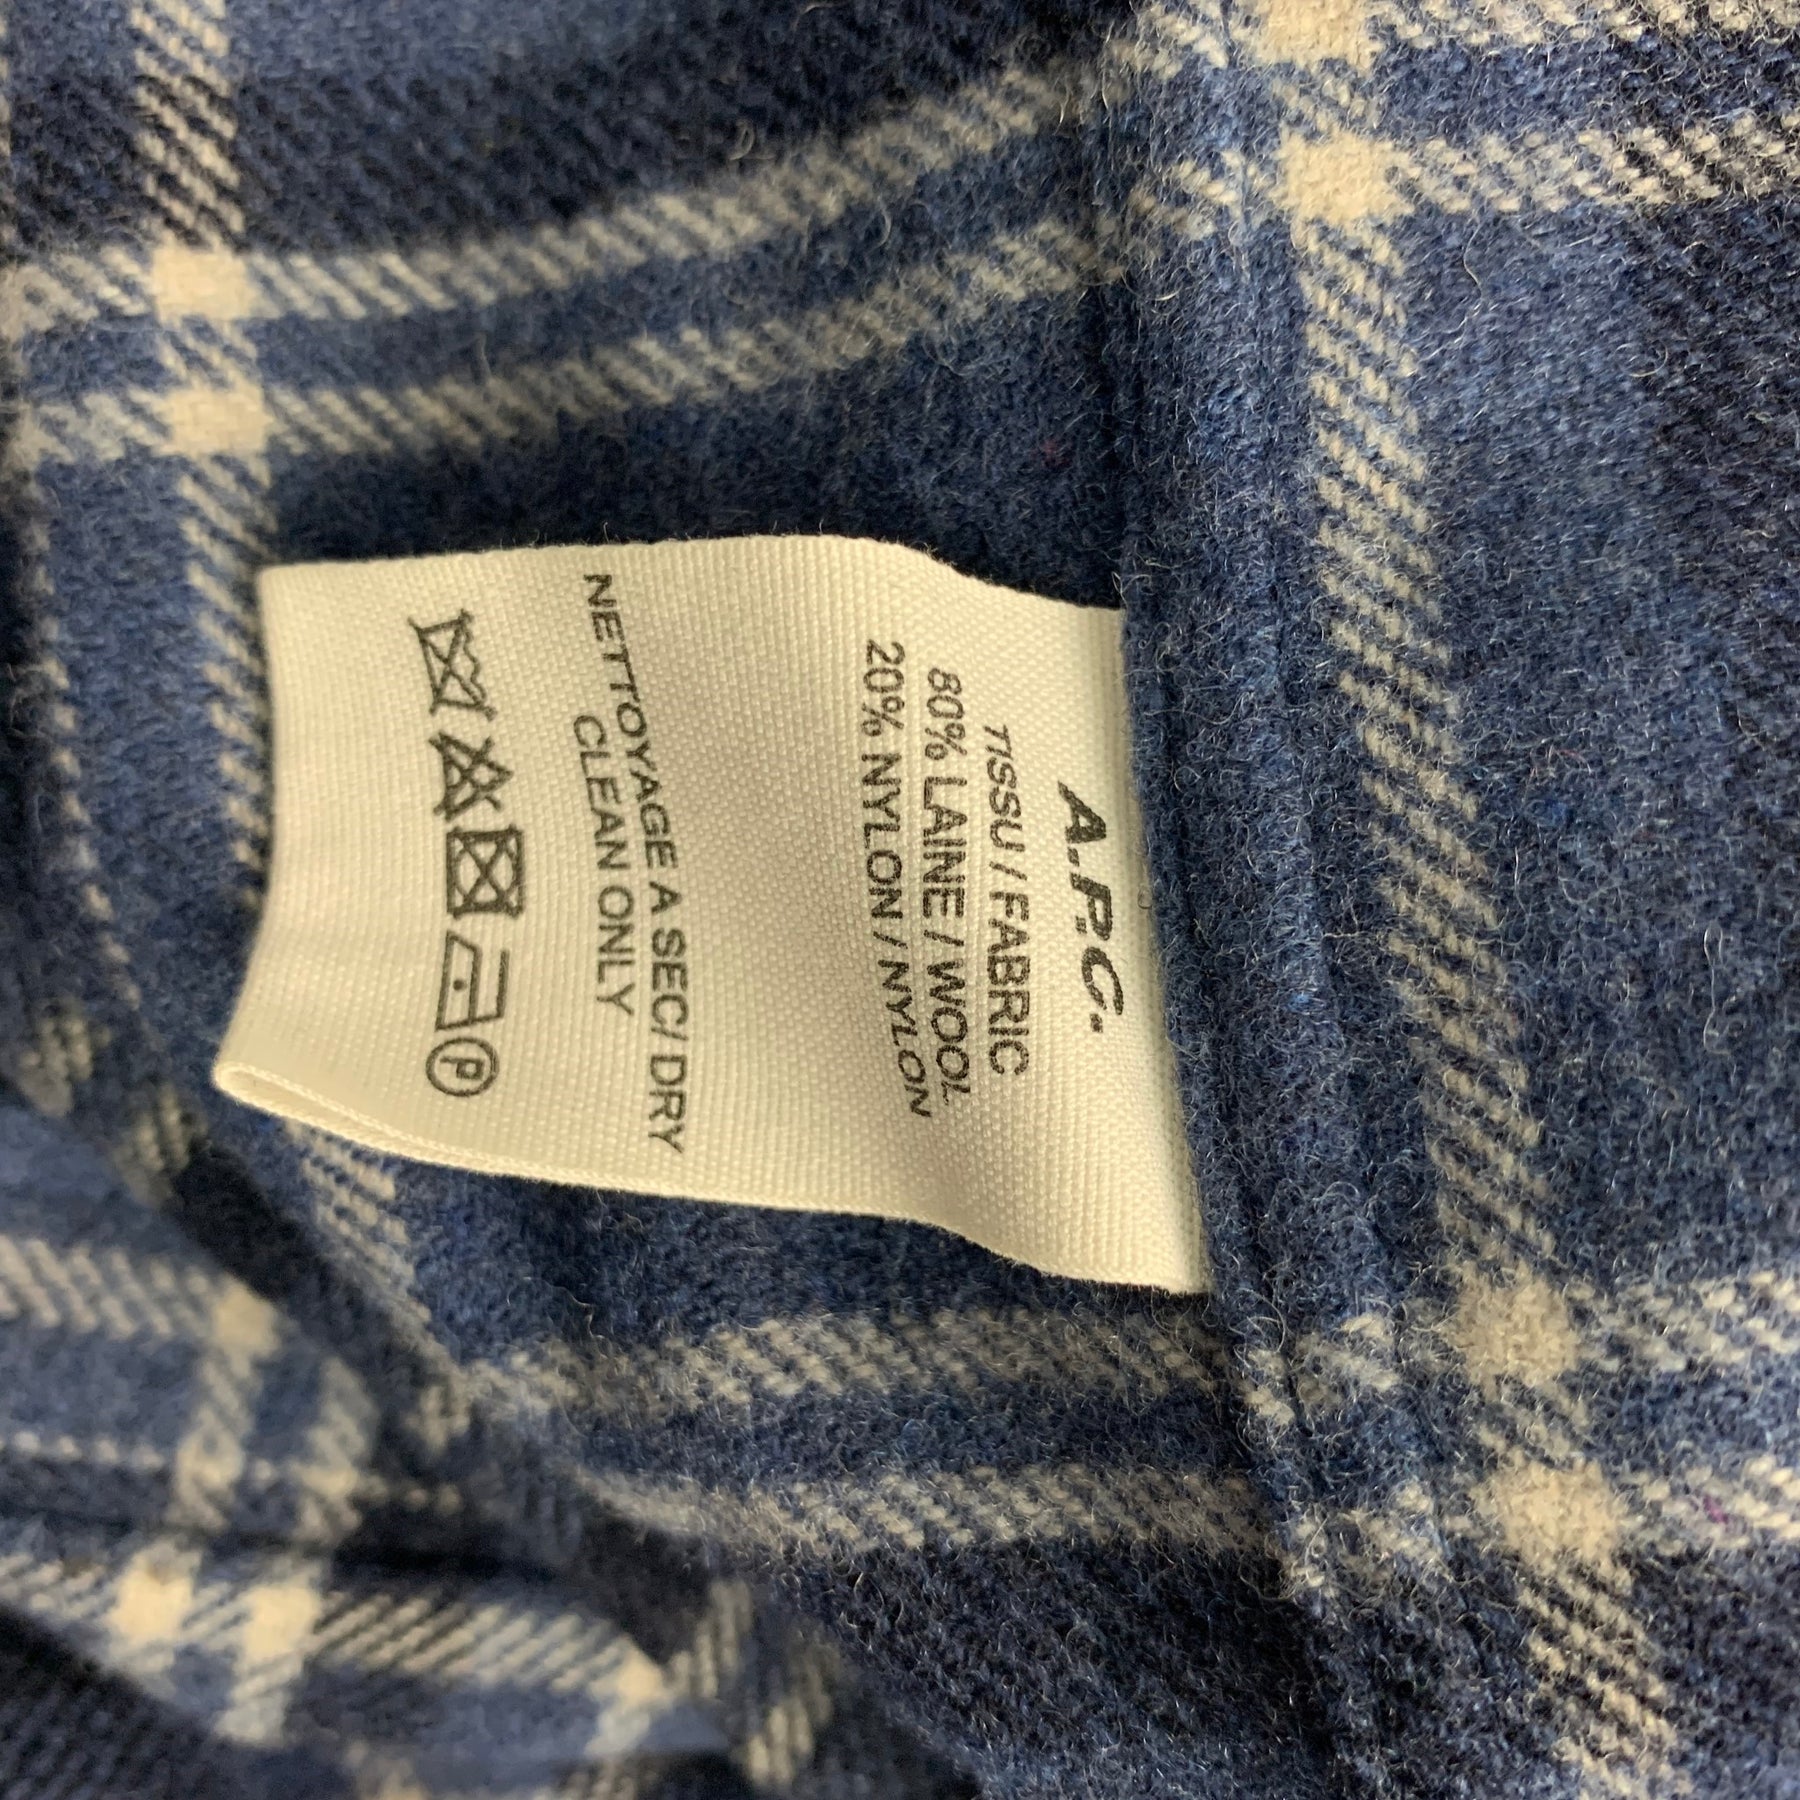 A.P.C.
TISSU / FABRIC
80% LAINE / WOOL
20% NYLON / NYLON
NETTOYAGE A SEC/ DRY
CLEAN ONLY
P